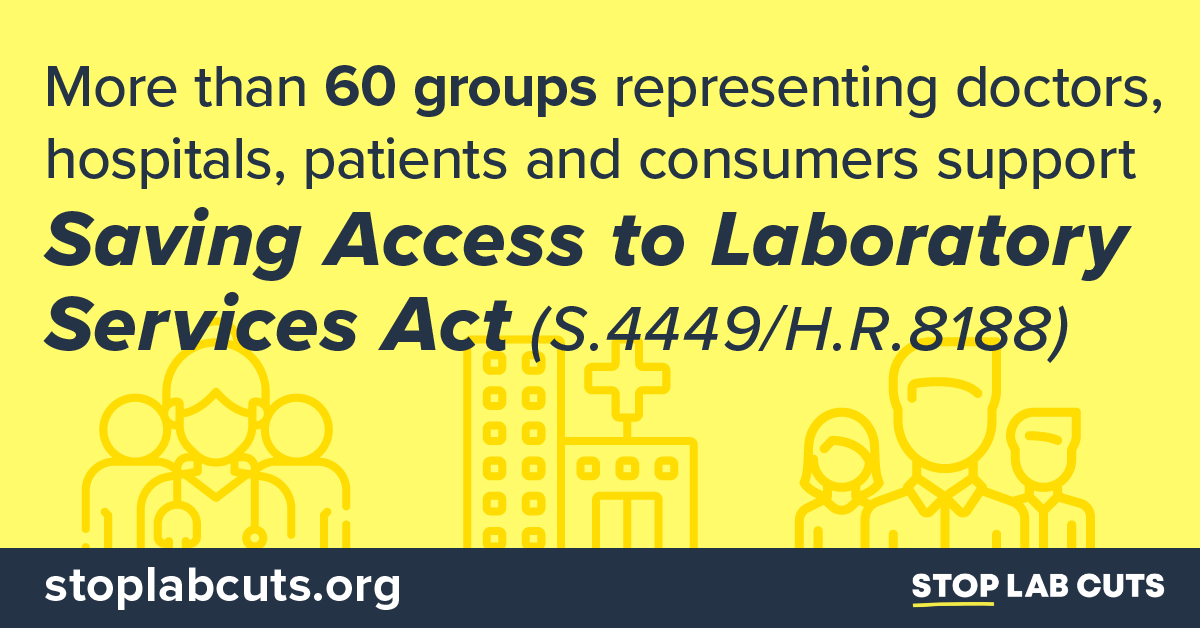 More than 60 groups representing doctors,
hospitals, patients and consumers support
Saving Access to Laboratory
Services Act (S.4449/H.R.8188)
stoplabcuts.org
STOP LAB CUTS